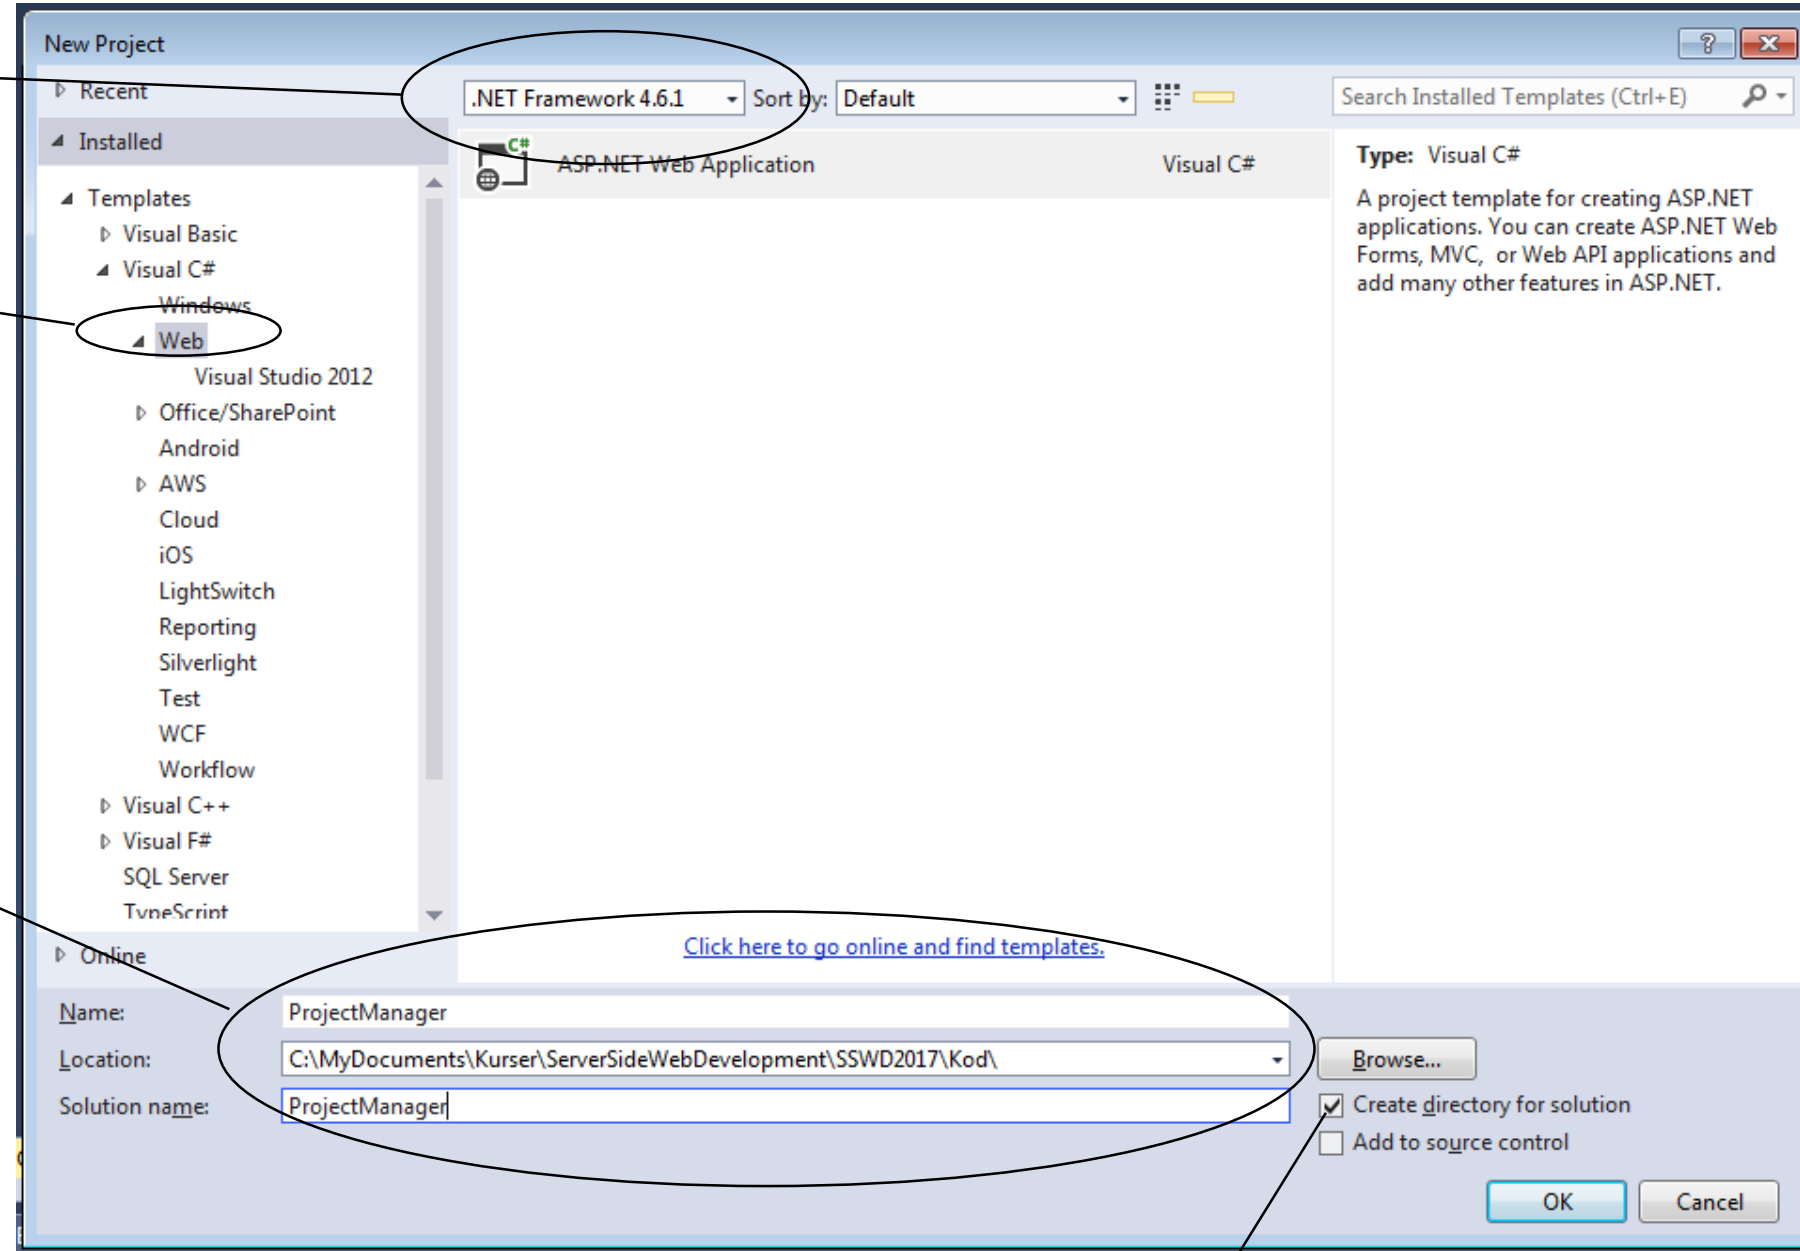 New Project
Recent
.NET Framework 4.6.1
Sort by:
Default
Search Installed Templates (Ctrl+E)
Installed
Templates
Visual Basic
Visual C#
Windows
Web
Visual Studio 2012
Office/SharePoint
Android
AWS
Cloud
iOS
LightSwitch
Reporting
Silverlight
Test
WCF
Workflow
Visual C++
Visual F#
SQL Server
TypeScript
Online
C#
ASP.NET Web Application
Visual C#
Type: Visual C#
A project template for creating ASP.NET
applications. You can create ASP.NET Web
Forms, MVC, or Web API applications and
add many other features in ASP.NET.
Click here to go online and find templates.
Name:
ProjectManager
Location:
C:\MyDocuments\Kurser\ServerSideWebDevelopment\SSWD2017\Kod\
Browse...
Solution name:
ProjectManager
Create directory for solution
Add to source control
OK
Cancel